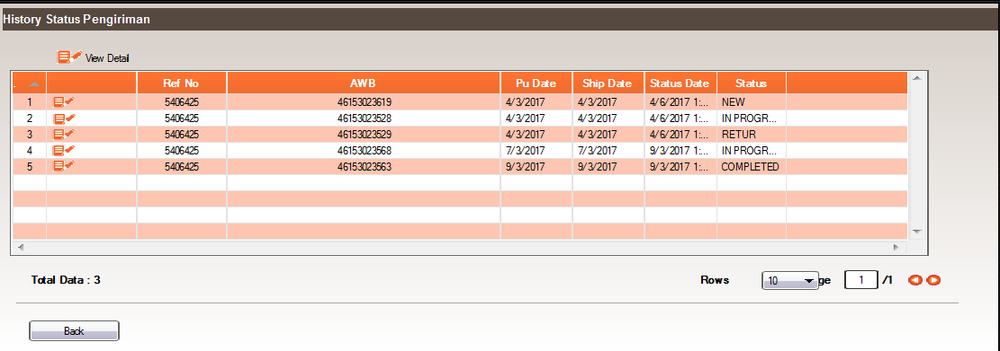 History Status Pengiriman
View Detail
. Ref No AWB Pu Date Ship Date Status Date Status
1 5406425 46153023619 4/3/2017 4/3/2017 4/6/2017 1:... NEW
2 5406425 46153023528 4/3/2017 4/3/2017 4/6/2017 1:... IN PROGR...
3 5406425 46153023529 4/3/2017 4/3/2017 4/6/2017 1:... RETUR
4 5406425 46153023568 7/3/2017 7/3/2017 9/3/2017 1:... IN PROGR...
5 5406425 46153023563 9/3/2017 9/3/2017 9/3/2017 1:... COMPLETED
Total Data : 3 Rows 10 ge 1 /1
Back